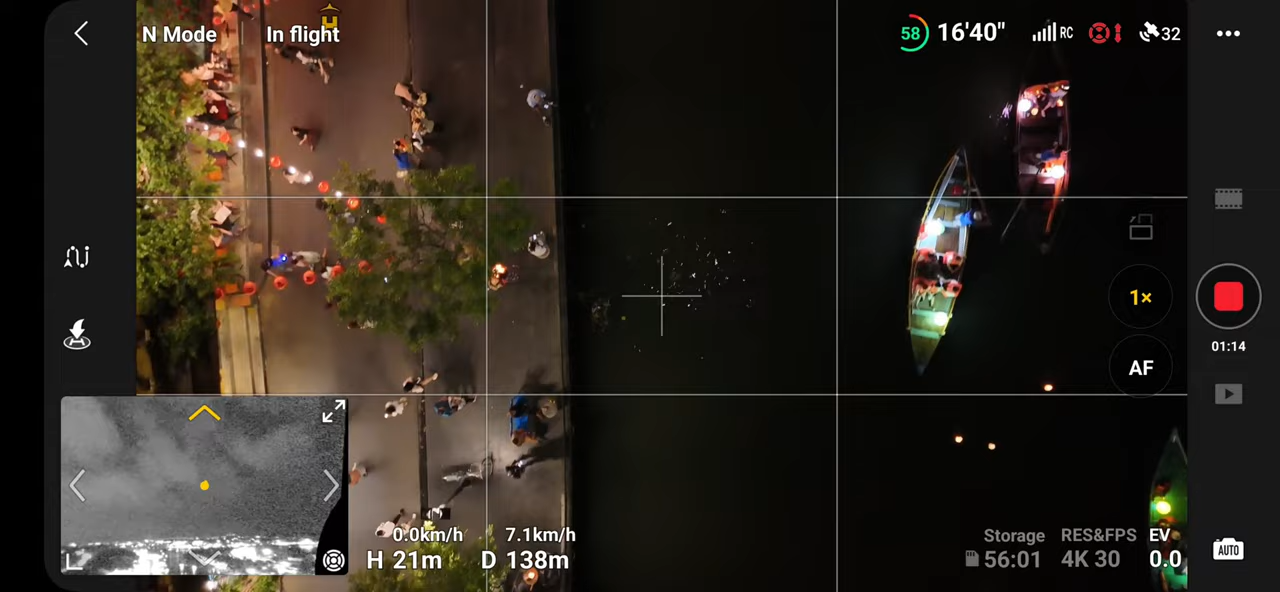 N Mode
In flight
58
16'40"
RC
32
1×
01:14
AF
0.0km/h
7.1km/h
H 21m
D 138m
Storage
56:01
RES&FPS
4K 30
EV
0.0
AUTO